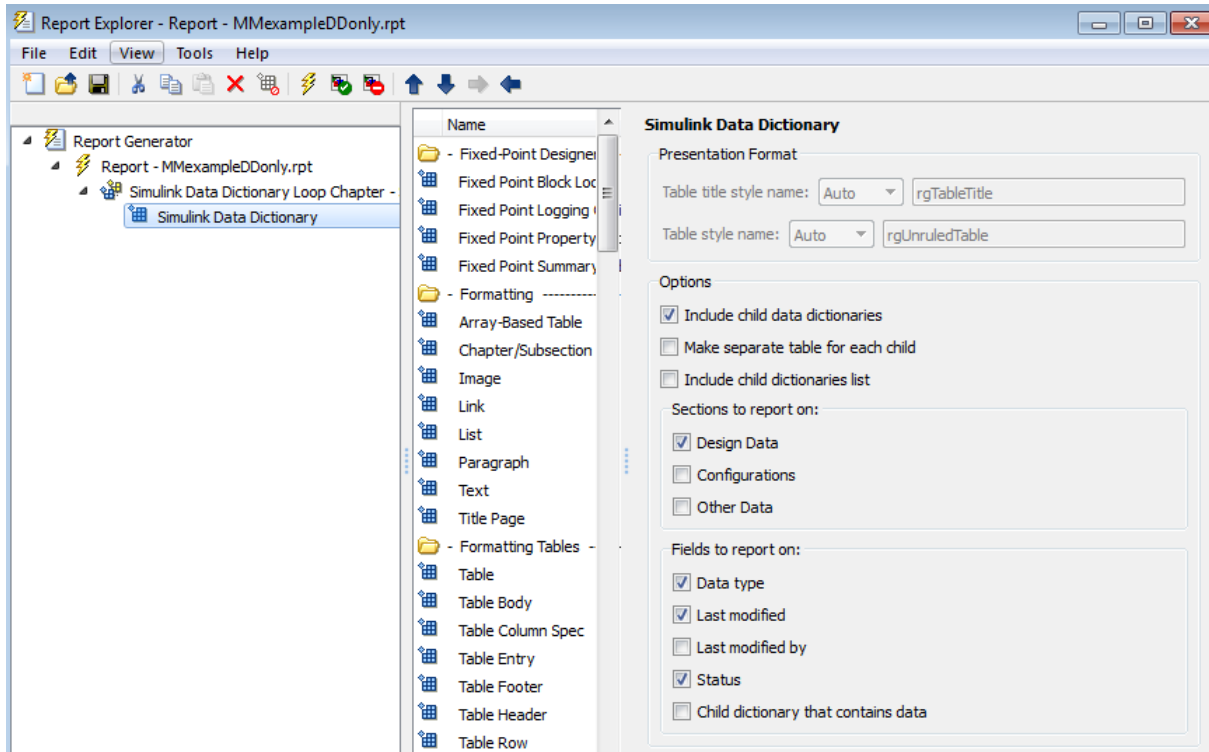 Report Explorer - Report - MMexampleDDonly.rpt
File Edit View Tools Help
Report Generator
Report - MMexampleDDonly.rpt
Simulink Data Dictionary Loop Chapter -
Simulink Data Dictionary
Name
- Fixed-Point Designer
Fixed Point Block Loo
Fixed Point Logging
Fixed Point Property
Fixed Point Summary
- Formatting ----------
Array-Based Table
Chapter/Subsection
Image
Link
List
Paragraph
Text
Title Page
- Formatting Tables -
Table
Table Body
Table Column Spec
Table Entry
Table Footer
Table Header
Table Row
Simulink Data Dictionary
Presentation Format
Table title style name: Auto rgTableTitle
Table style name: Auto rgUnruledTable
Options
Include child data dictionaries
Make separate table for each child
Include child dictionaries list
Sections to report on:
Design Data
Configurations
Other Data
Fields to report on:
Data type
Last modified
Last modified by
Status
Child dictionary that contains data